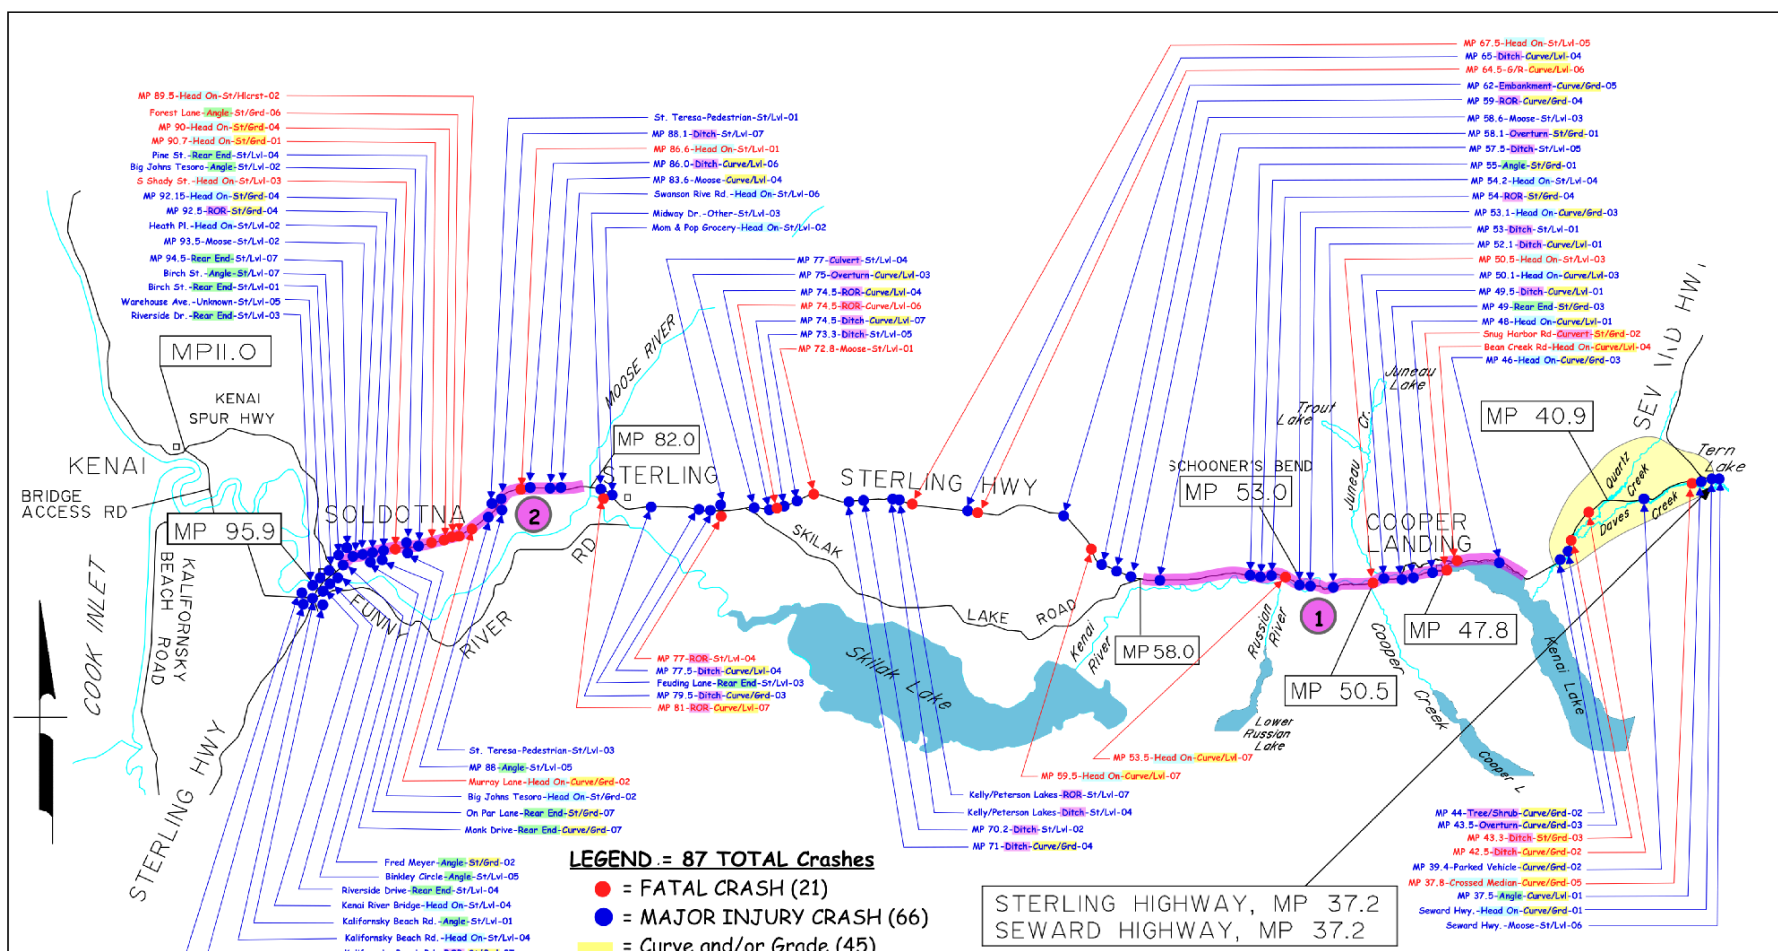 MP 67.5-Head On-St/Lvl-05
MP 65-Ditch-Curve/Lvl-04
MP 64.5-G/R-Curve/Lvl-06
MP 62-Embankment-Curve/Grd-05
MP 59-ROR-Curve/Grd-04
MP 58.6-Moose-St/Lvl-03
MP 58.1-Overturn-St/Grd-01
MP 57.5-Ditch-St/Lvl-05
MP 55-Angle-St/Grd-01
MP 54.2-Head On-St/Lvl-04
MP 54-ROR-St/Grd-04
MP 53.1-Head On-Curve/Grd-03
MP 53-Ditch-St/Lvl-01
MP 52.1-Ditch-Curve/Lvl-01
MP 50.5-Head On-St/Lvl-03
MP 50.1-Head On-Curve/Lvl-03
MP 49.5-Ditch-Curve/Lvl-01
MP 49-Rear End-St/Grd-03
MP 48-Head On-Curve/Lvl-01
Snug Harbor Rd-Curvert-St/Grd-02
Bean Creek Rd-Head On-Curve/Lvl-04
MP 46-Head On-Curve/Grd-03
MP 89.5-Head On-St/Hlcrst-02
Forest Lane-Angle-St/Grd-06
MP 90-Head On-St/Grd-04
MP 90.7-Head On-St/Grd-01
Pine St.-Rear End-St/Lvl-04
Big Johns Tesoro-Angle-St/Lvl-02
S Shady St.-Head On-St/Lvl-03
MP 92.15-Head On-St/Grd-04
MP 92.5-ROR-St/Grd-04
Heath Pl.-Head On-St/Lvl-02
MP 93.5-Moose-St/Lvl-02
MP 94.5-Rear End-St/Lvl-07
Birch St.-Angle-St/Lvl-07
Birch St.-Rear End-St/Lvl-01
Warehouse Ave.-Unknown-St/Lvl-05
Riverside Dr.-Rear End-St/Lvl-03
St. Teresa-Pedestrian-St/Lvl-01
MP 88.1-Ditch-St/Lvl-07
MP 86.6-Head On-St/Lvl-01
MP 86.0-Ditch-Curve/Lvl-06
MP 83.6-Moose-Curve/Lvl-04
Swanson Rive Rd.-Head On-St/Lvl-06
Midway Dr.-Other-St/Lvl-03
Mom & Pop Grocery-Head On-St/Lvl-02
MP 77-Culvert-St/Lvl-04
MP 75-Overturn-Curve/Lvl-03
MP 74.5-ROR-Curve/Lvl-04
MP 74.5-ROR-Curve/Lvl-06
MP 74.5-Ditch-Curve/Lvl-07
MP 73.3-Ditch-St/Lvl-05
MP 72.8-Moose-St/Lvl-01
MP11.0
KENAI
SPUR HWY
KENAI
BRIDGE
ACCESS RD
MP 95.9
SOLDOTNA
2
MOOSE RIVER
MP 82.0
STERLING
STERLING HWY
SCHOONER'S BEND
MP 53.0
Trout
Lake
Juneau
Lake
Juneau Cr.
COOPER
LANDING
MP 40.9
Quartz
Creek
Daves Creek
Tern
Lake
COOK INLET
KALIFORNSKY
BEACH ROAD
STERLING HWY
FUNNY
RIVER
RD
SKILAK
LAKE ROAD
Skilak Lake
Kenai
River
MP 58.0
Russian
River
1
Lower
Russian
Lake
MP 50.5
Cooper
Creek
MP 47.8
Kenai Lake
Cooper L
MP 77-ROR-St/Lvl-04
MP 77.5-Ditch-Curve/Lvl-04
Feuding Lane-Rear End-St/Lvl-03
MP 79.5-Ditch-Curve/Grd-03
MP 81-ROR-Curve/Lvl-07
St. Teresa-Pedestrian-St/Lvl-03
MP 88-Angle-St/Lvl-05
Murray Lane-Head On-Curve/Grd-02
Big Johns Tesoro-Head On-St/Grd-02
On Par Lane-Rear End-St/Grd-07
Monk Drive-Rear End-Curve/Grd-07
Fred Meyer-Angle-St/Grd-02
Binkley Circle-Angle-St/Lvl-05
Riverside Drive-Rear End-St/Lvl-04
Kenai River Bridge-Head On-St/Lvl-04
Kalifornsky Beach Rd.-Angle-St/Lvl-01
Kalifornsky Beach Rd.-Head On-St/Lvl-04
MP 53.5-Head On-Curve/Lvl-07
MP 59.5-Head On-Curve/Lvl-07
Kelly/Peterson Lakes-ROR-St/Lvl-07
Kelly/Peterson Lakes-Ditch-St/Lvl-04
MP 70.2-Ditch-St/Lvl-02
MP 71-Ditch-Curve/Grd-04
MP 44-Tree/Shrub-Curve/Grd-02
MP 43.5-Overturn-Curve/Grd-03
MP 43.3-Ditch-St/Grd-03
MP 42.5-Ditch-Curve/Grd-02
MP 39.4-Parked Vehicle-Curve/Grd-02
MP 37.8-Crossed Median-Curve/Grd-05
MP 37.5-Angle-Curve/Lvl-01
Seward Hwy.-Head On-Curve/Grd-01
Seward Hwy.-Moose-St/Lvl-06
LEGEND = 87 TOTAL Crashes
= FATAL CRASH (21)
= MAJOR INJURY CRASH (66)
= Curve and/or Grade (45)
STERLING HIGHWAY, MP 37.2
SEWARD HIGHWAY, MP 37.2